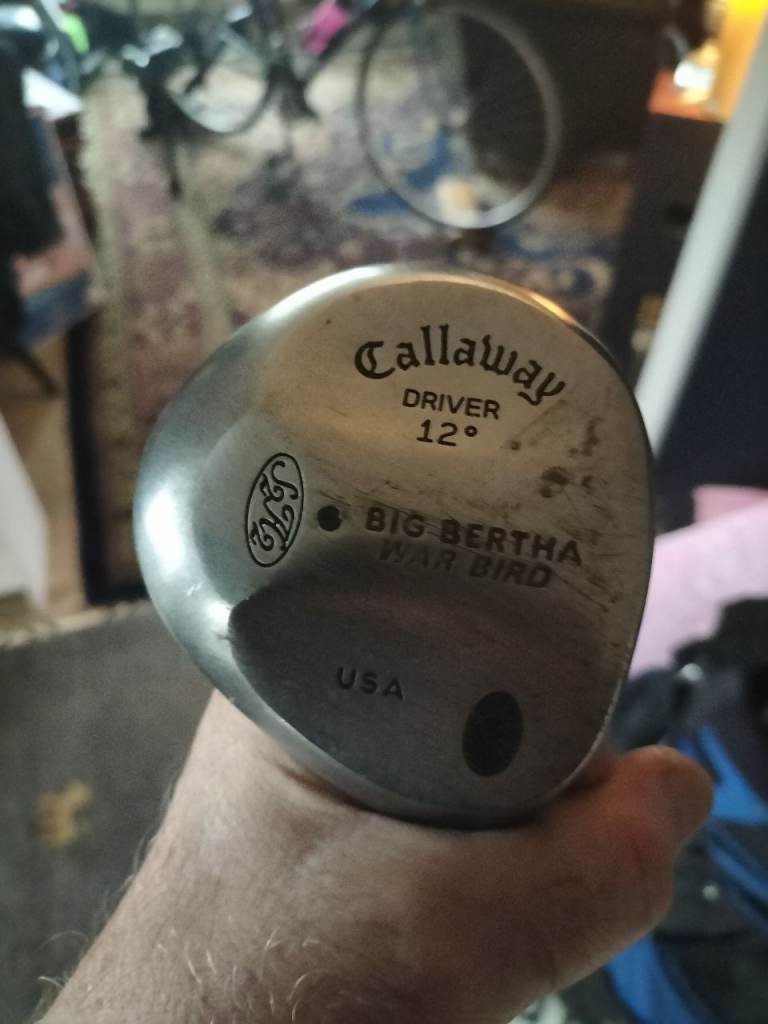 Callaway
DRIVER
12°
BIG BERTHA
WAR BIRD
USA